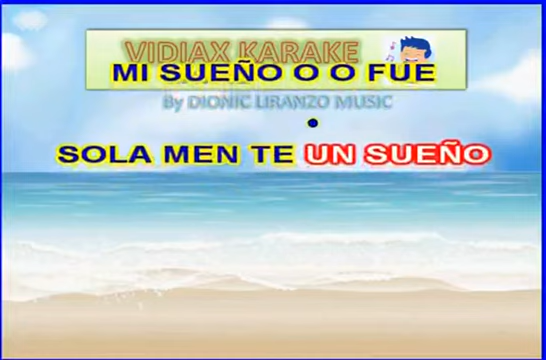 VIDIAX KARAKE
MI SUEÑO O O FUE
By DIONIC LIRANZO MUSIC
SOLA MEN TE UN SUEÑO